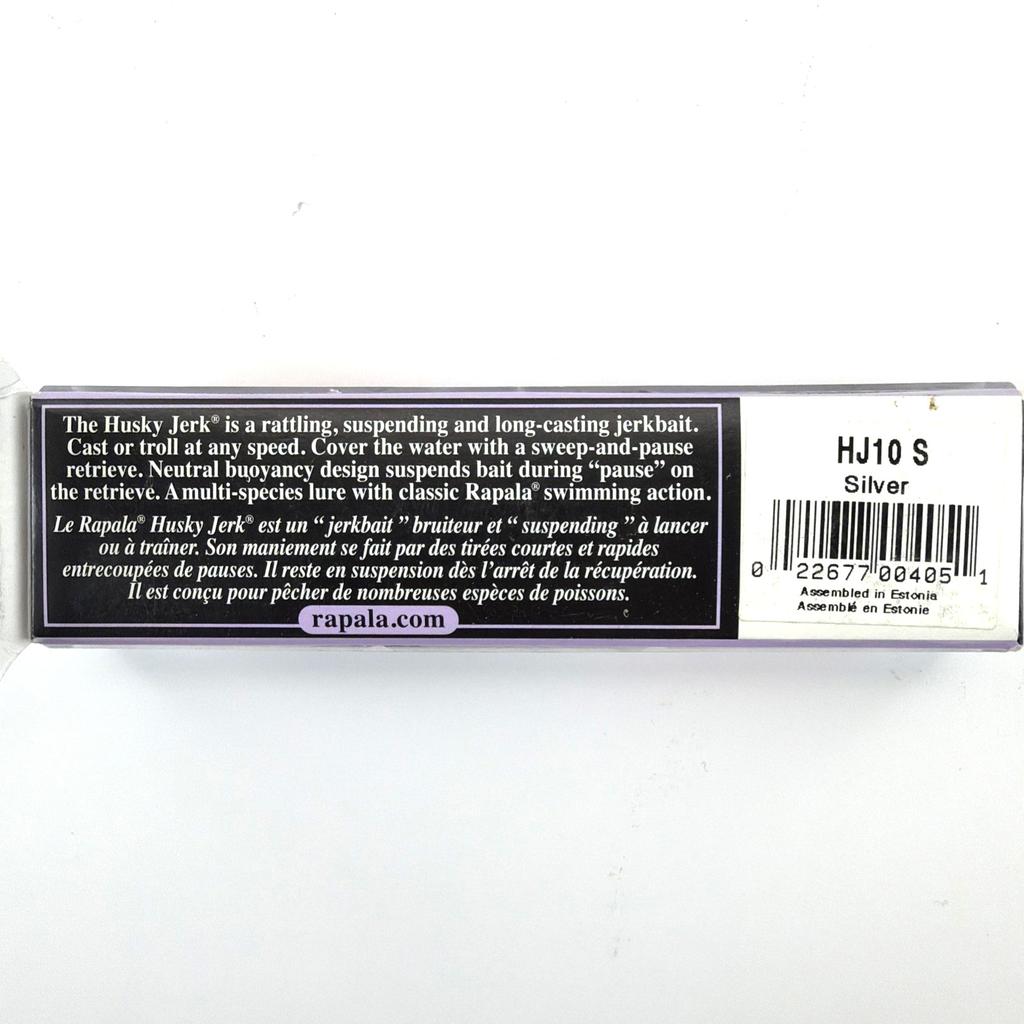 The Husky Jerk® is a rattling, suspending and long-casting jerkbait.
Cast or troll at any speed. Cover the water with a sweep-and-pause
retrieve. Neutral buoyancy design suspends bait during “pause” on
the retrieve. A multi-species lure with classic Rapala® swimming action.
Le Rapala® Husky Jerk® est un “ jerkbait ” bruiteur et “ suspending ” à lancer
ou à traîner. Son maniement se fait par des tirées courtes et rapides
entrecoupées de pauses. Il reste en suspension dès l’arrêt de la récupération.
Il est conçu pour pêcher de nombreuses espèces de poissons.
rapala.com
HJ10 S
Silver
0 22677 00405 1
Assembled in Estonia
Assemblé en Estonie